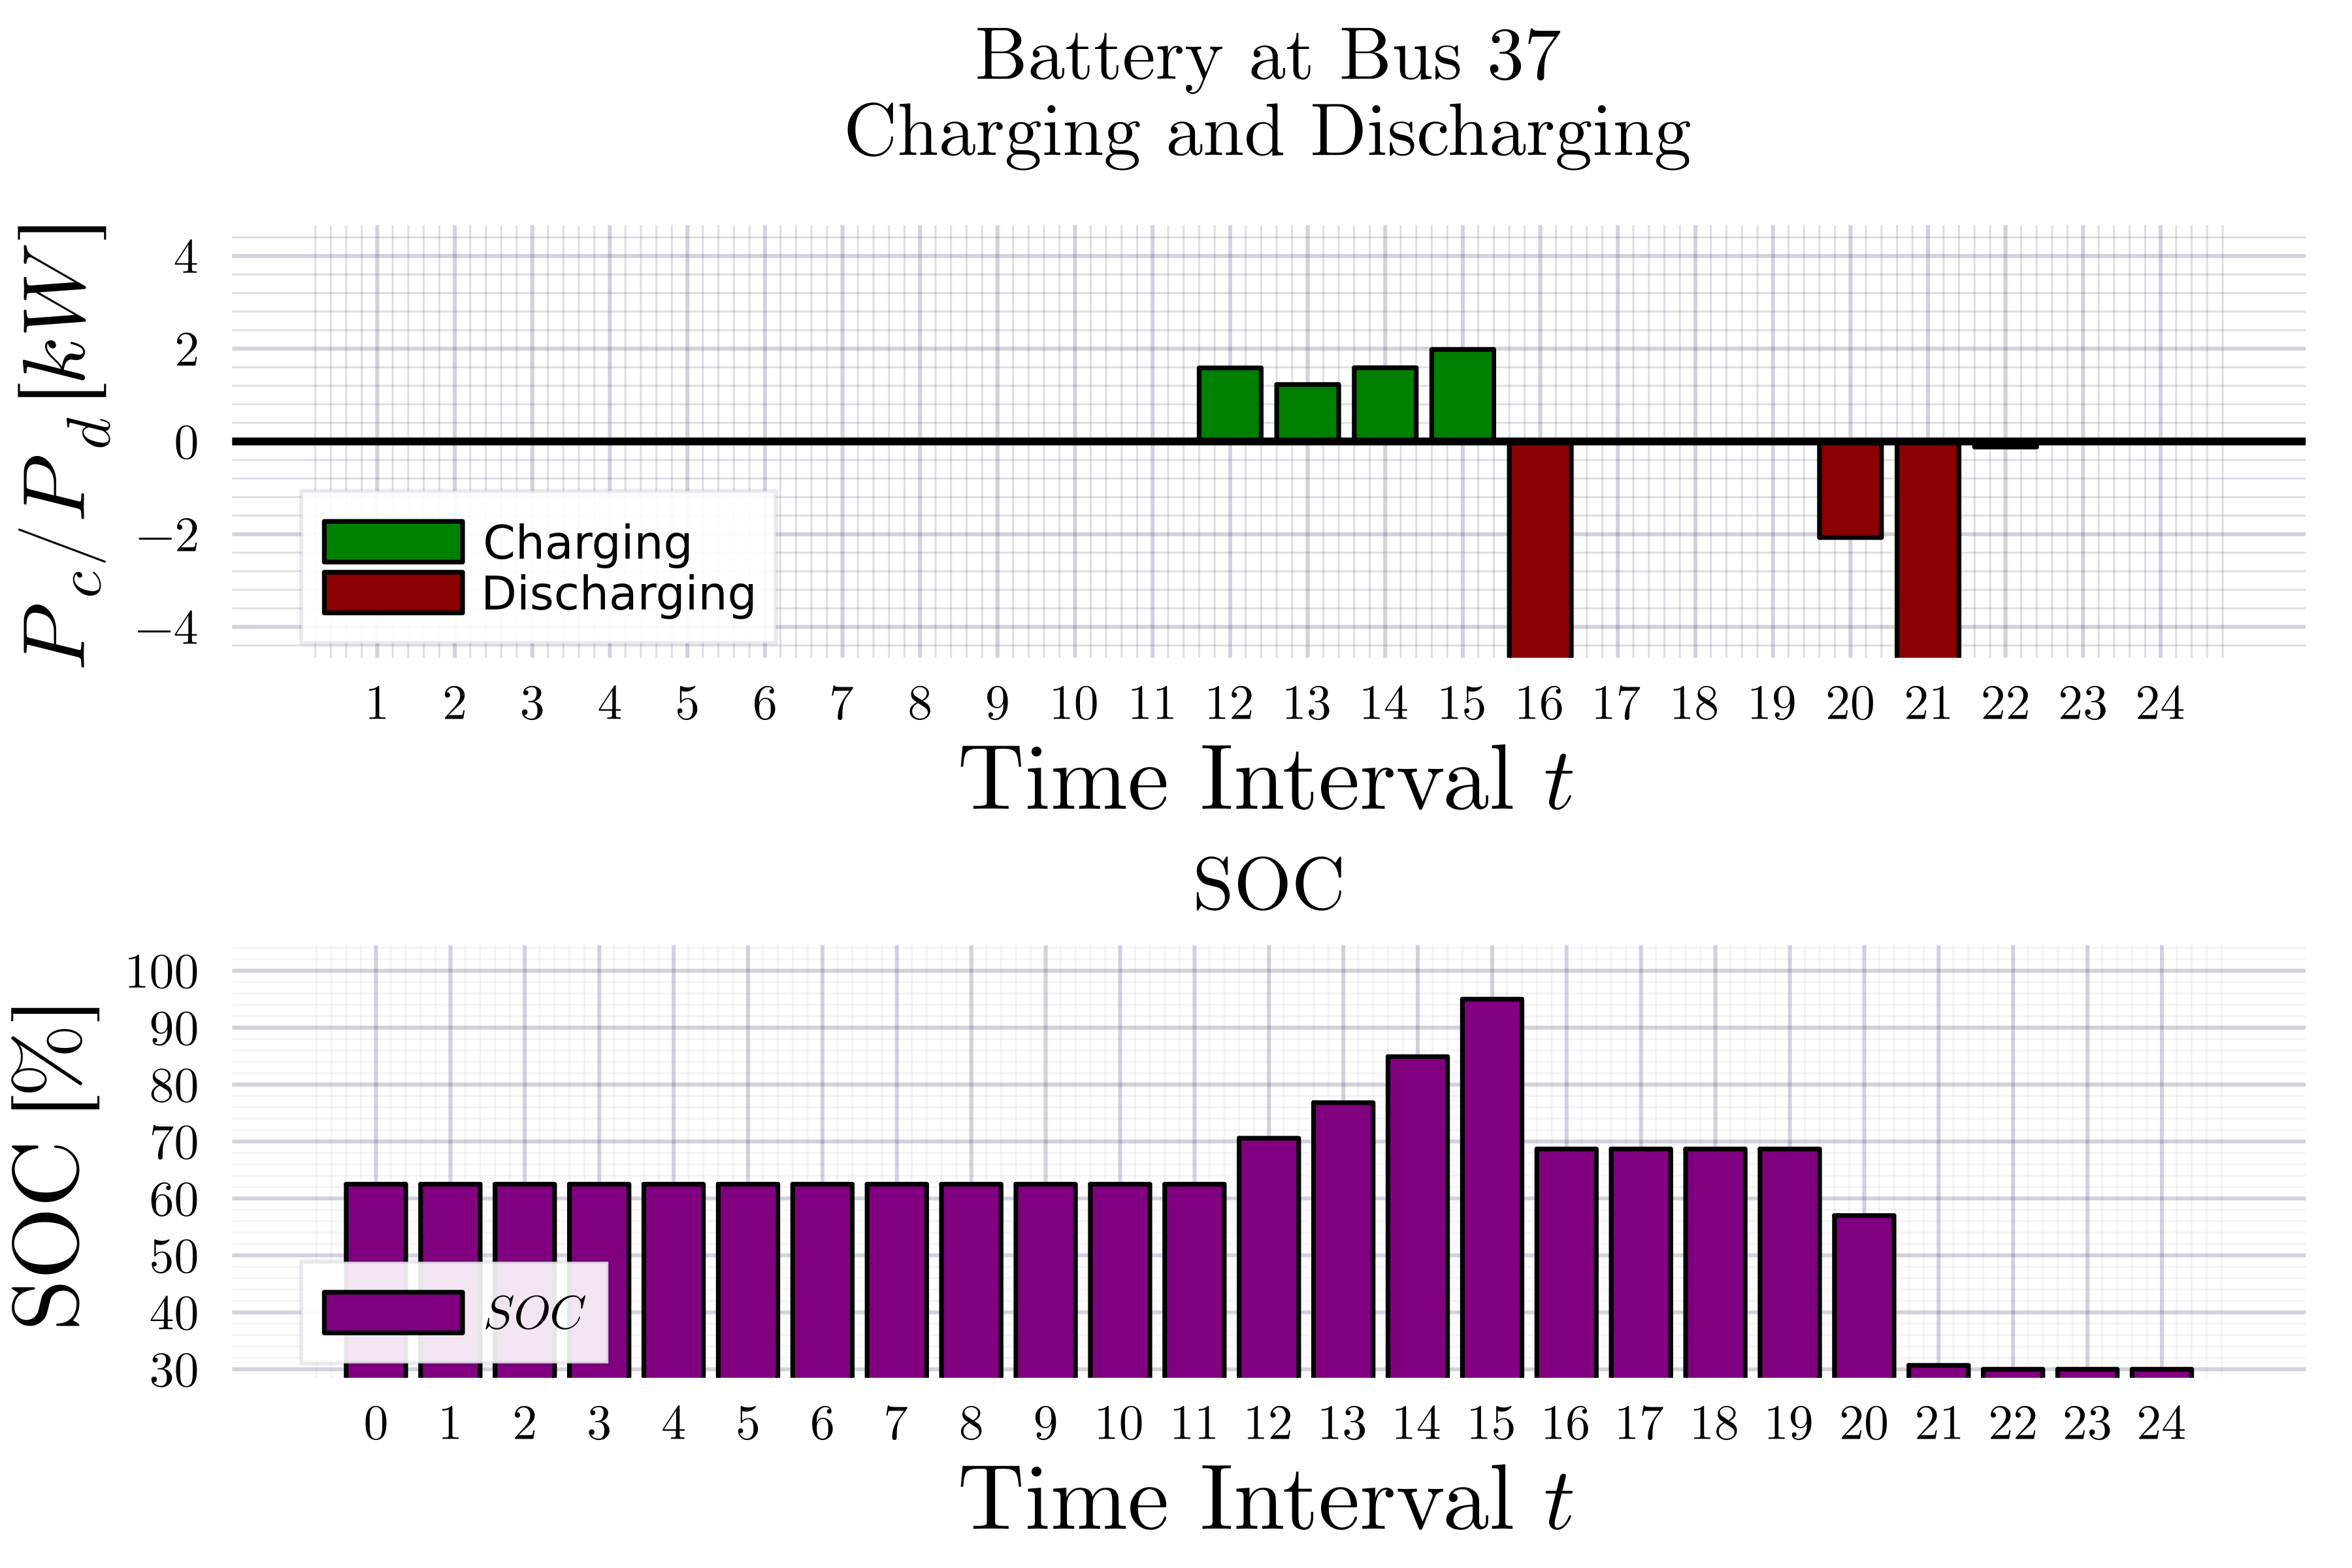 Battery at Bus 37
Charging and Discharging
P_c/P_d [kW]
4
2
0
−2
−4
Charging
Discharging
1 2 3 4 5 6 7 8 9 10 11 12 13 14 15 16 17 18 19 20 21 22 23 24
Time Interval t
SOC
SOC [%]
100
90
80
70
60
50
40
30
SOC
0 1 2 3 4 5 6 7 8 9 10 11 12 13 14 15 16 17 18 19 20 21 22 23 24
Time Interval t